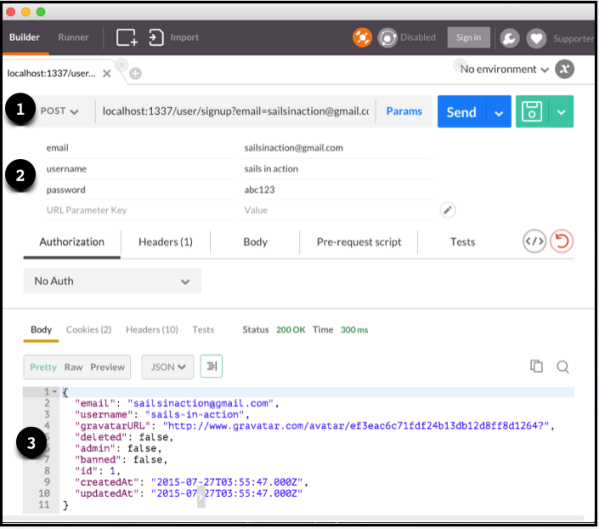 Builder Runner Import Disabled Sign in Supporter
localhost:1337/user... No environment x
1 POST localhost:1337/user/signup?email=sailsinaction@gmail.cc Params Send
email sailsinaction@gmail.com
2 username sails in action
password abc123
URL Parameter Key Value
Authorization Headers (1) Body Pre-request script Tests
No Auth
Body Cookies (2) Headers (10) Tests Status 200 OK Time 300 ms
Pretty Raw Preview JSON
1 {
2 "email": "sailsinaction@gmail.com",
3 "username": "sails-in-action",
4 "gravatarURL": "http://www.gravatar.com/avatar/ef3eac6c71fdf24b13db12d8ff8d1264?",
3 5 "deleted": false,
6 "admin": false,
7 "banned": false,
8 "id": 1,
9 "createdAt": "2015-07-27T03:55:47.000Z",
10 "updatedAt": "2015-07-27T03:55:47.000Z"
11 }